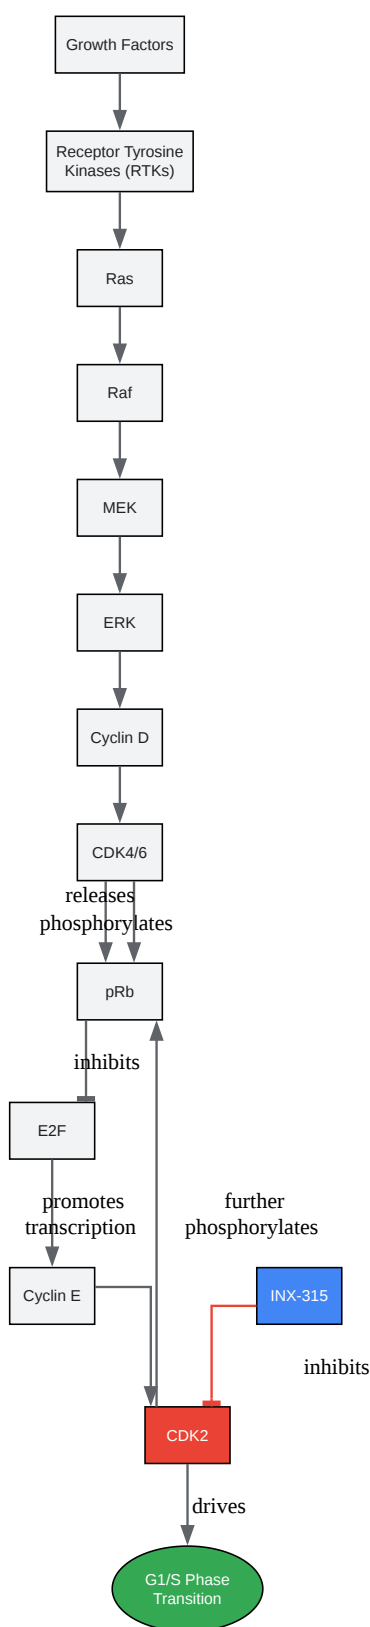 Growth Factors
Receptor Tyrosine
Kinases (RTKs)
Ras
Raf
MEK
ERK
Cyclin D
CDK4/6
releases
phosphorylates
pRb
inhibits
E2F
promotes
transcription
further
phosphorylates
Cyclin E
INX-315
inhibits
CDK2
drives
G1/S Phase
Transition